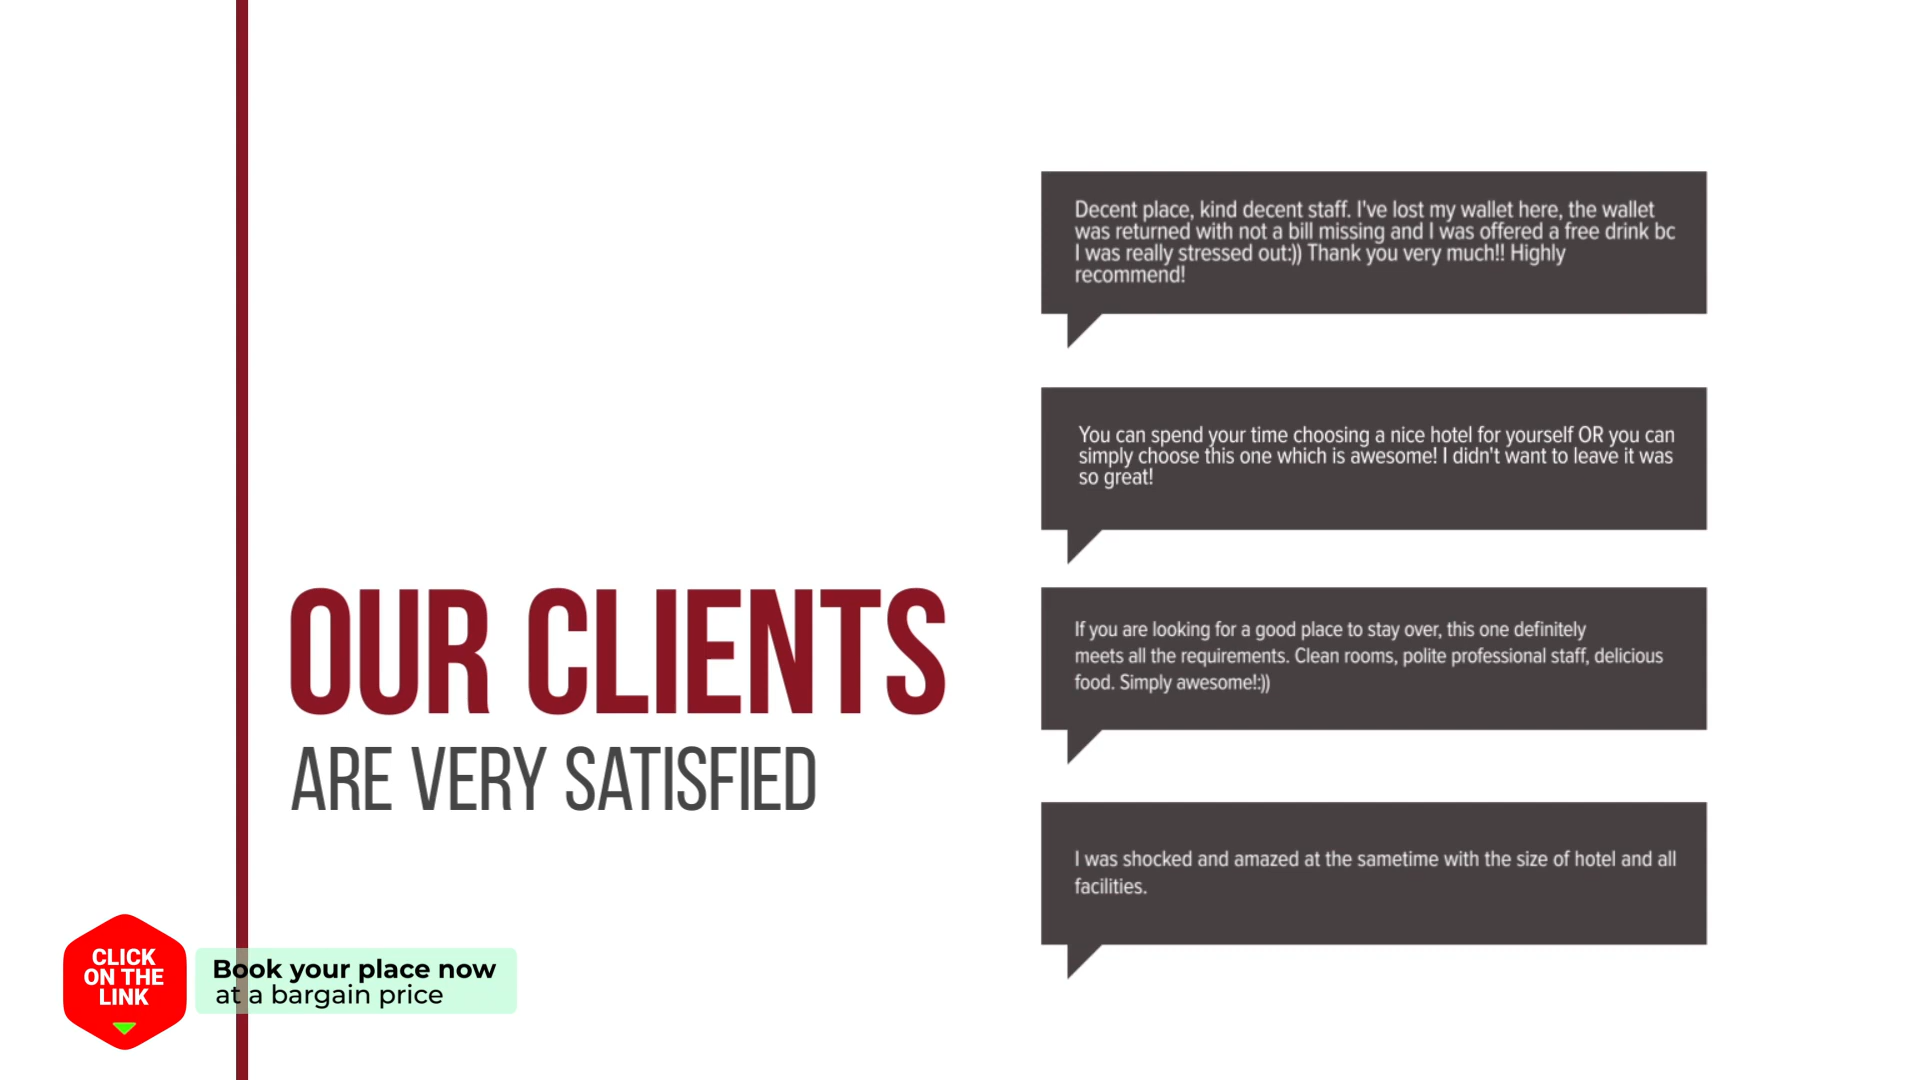 OUR CLIENTS
ARE VERY SATISFIED
Decent place, kind decent staff. I've lost my wallet here, the wallet
was returned with not a bill missing and I was offered a free drink bc
I was really stressed out:)) Thank you very much!! Highly
recommend!
You can spend your time choosing a nice hotel for yourself OR you can
simply choose this one which is awesome! I didn't want to leave it was
so great!
If you are looking for a good place to stay over, this one definitely
meets all the requirements. Clean rooms, polite professional staff, delicious
food. Simply awesome!:))
I was shocked and amazed at the sametime with the size of hotel and all
facilities.
CLICK
ON THE
LINK
Book your place now
at a bargain price